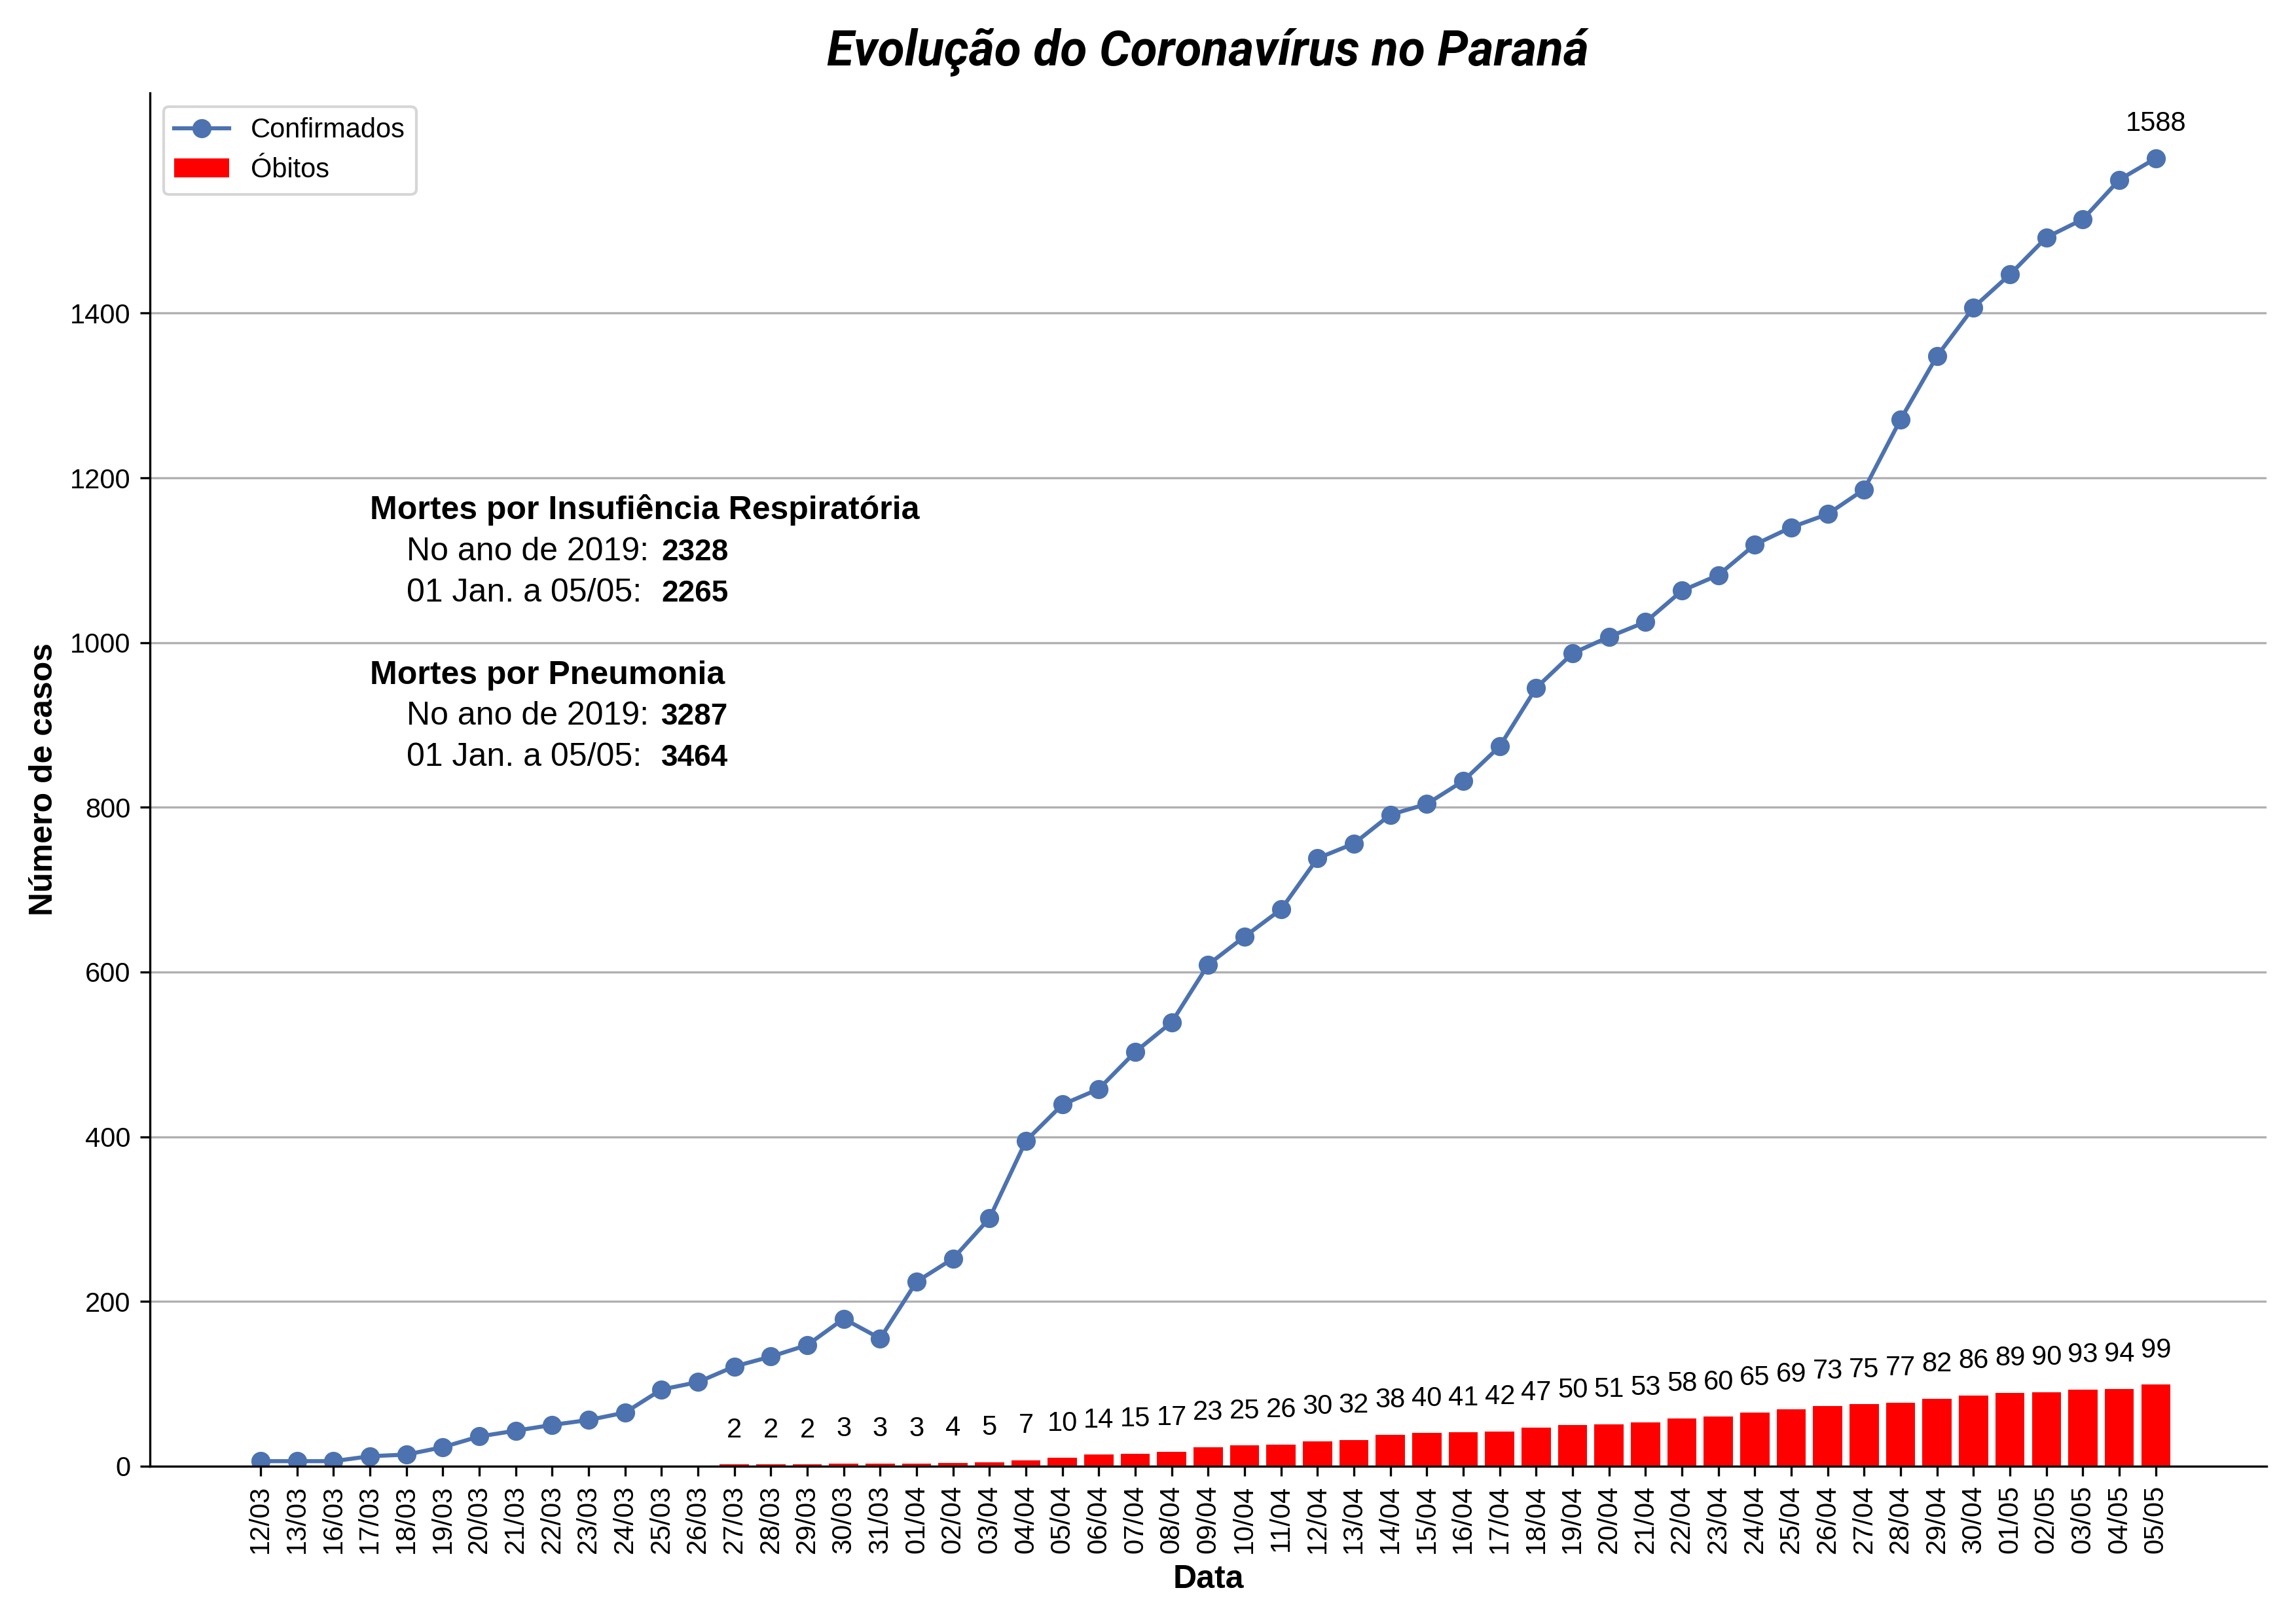 Evolução do Coronavírus no Paraná
Confirmados
Óbitos
1588
Mortes por Insufiência Respiratória
No ano de 2019: 2328
01 Jan. a 05/05: 2265
Mortes por Pneumonia
No ano de 2019: 3287
01 Jan. a 05/05: 3464
Número de casos
1400
1200
1000
800
600
400
200
0
2 2 2 3 3 3 4 5 7 10 14 15 17 23 25 26 30 32 38 40 41 42 47 50 51 53 58 60 65 69 73 75 77 82 86 89 90 93 94 99
12/03 13/03 16/03 17/03 18/03 19/03 20/03 21/03 22/03 23/03 24/03 25/03 26/03 27/03 28/03 29/03 30/03 31/03 01/04 02/04 03/04 04/04 05/04 06/04 07/04 08/04 09/04 10/04 11/04 12/04 13/04 14/04 15/04 16/04 17/04 18/04 19/04 20/04 21/04 22/04 23/04 24/04 25/04 26/04 27/04 28/04 29/04 30/04 01/05 02/05 03/05 04/05 05/05
Data